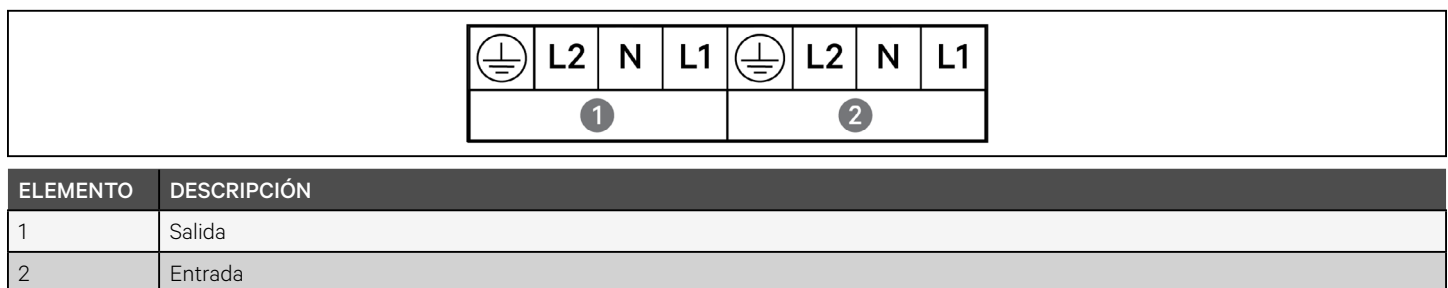 L2 N L1 L2 N L1
1 2
ELEMENTO DESCRIPCIÓN
1 Salida
2 Entrada